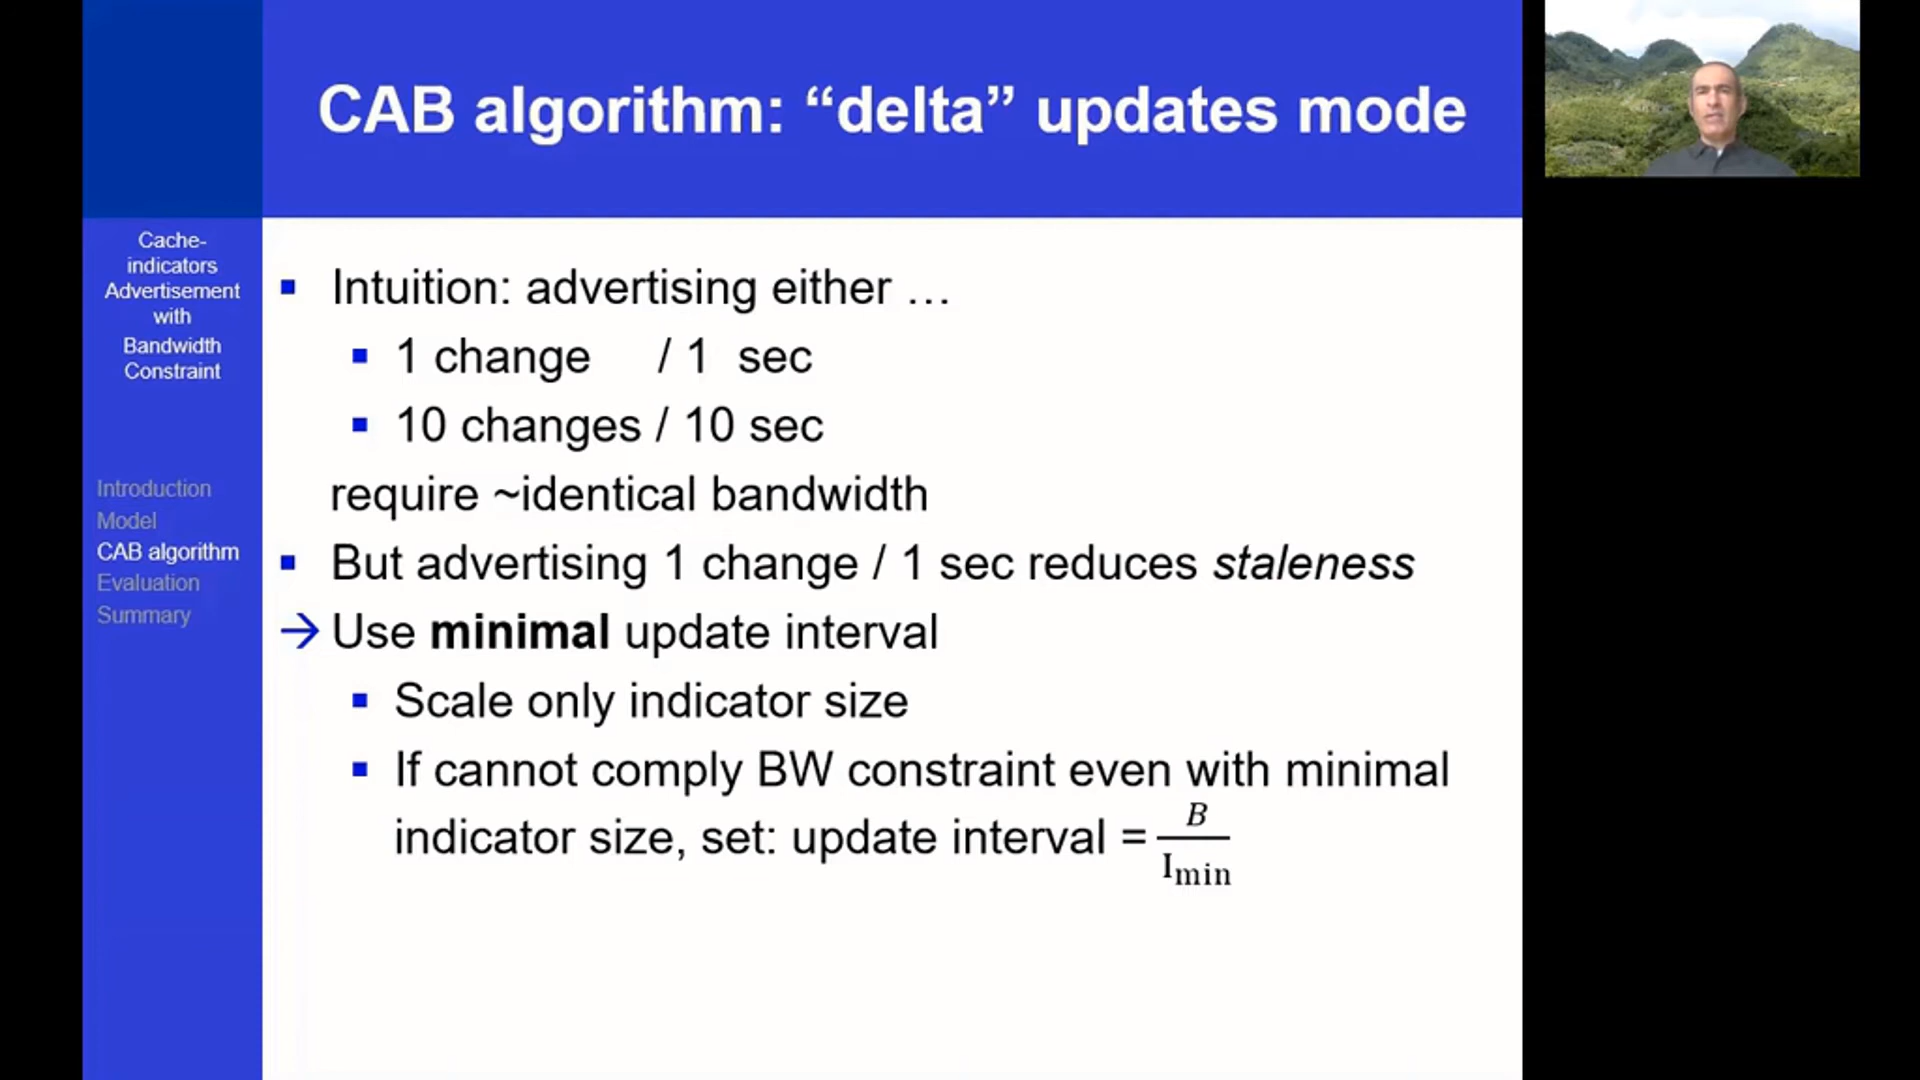 CAB algorithm: “delta” updates mode
Cache-
indicators
Advertisement
with
Bandwidth
Constraint
Introduction
Model
CAB algorithm
Evaluation
Summary
▪ Intuition: advertising either …
▪ 1 change / 1 sec
▪ 10 changes / 10 sec
require ~identical bandwidth
▪ But advertising 1 change / 1 sec reduces staleness
→ Use minimal update interval
▪ Scale only indicator size
▪ If cannot comply BW constraint even with minimal
indicator size, set: update interval = B / I_min